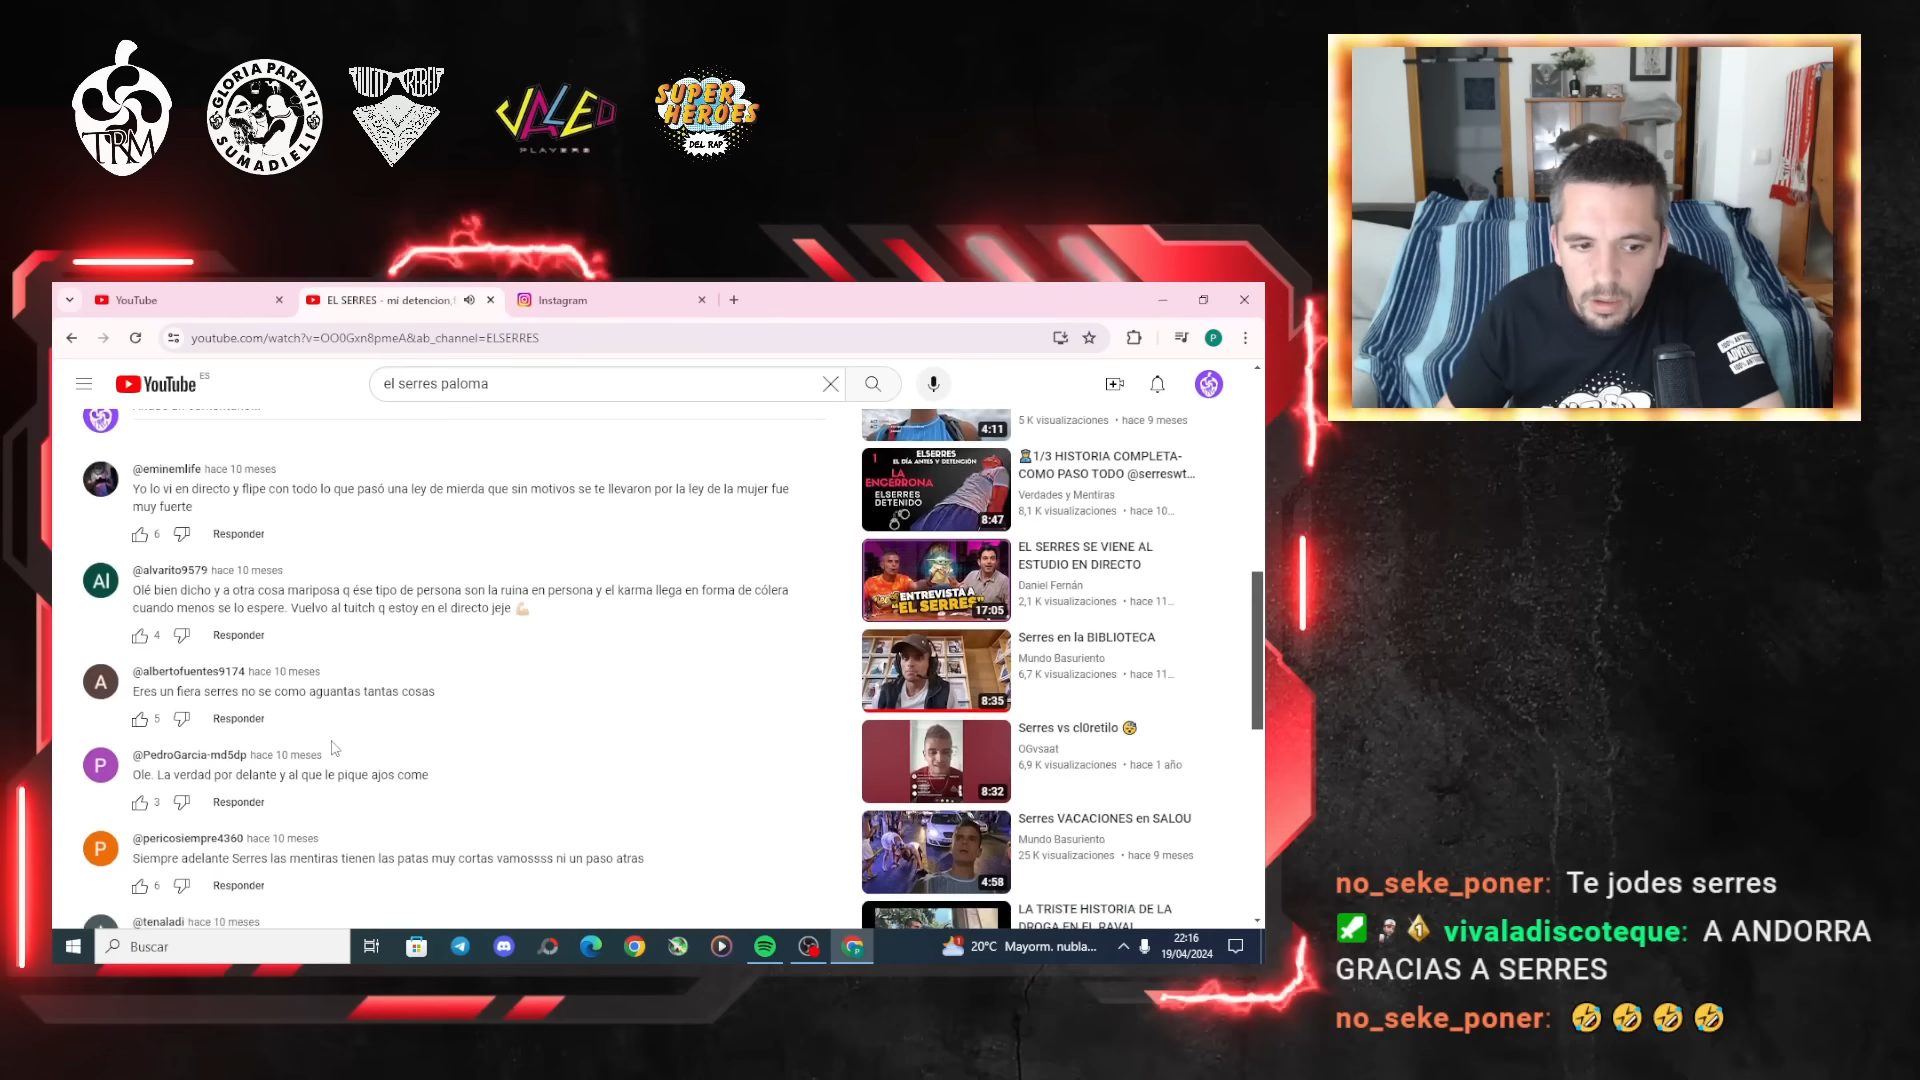 TRM
GLORIA PARATI
SUMADIELI
REBEL
JALEO
PLAYERS
SUPER
HEROES
DEL RAP
YouTube
EL SERRES - mi detencion,
Instagram
youtube.com/watch?v=OO0Gxn8pmeA&ab_channel=ELSERRES
YouTube ES
el serres paloma
@eminemlife hace 10 meses
Yo lo vi en directo y flipe con todo lo que pasó una ley de mierda que sin motivos se te llevaron por la ley de la mujer fue
muy fuerte
6 Responder
@alvarito9579 hace 10 meses
Olé bien dicho y a otra cosa mariposa q ése tipo de persona son la ruina en persona y el karma llega en forma de cólera
cuando menos se lo espere. Vuelvo al tuitch q estoy en el directo jeje 💪🏻
4 Responder
@albertofuentes9174 hace 10 meses
Eres un fiera serres no se como aguantas tantas cosas
5 Responder
@PedroGarcia-md5dp hace 10 meses
Ole. La verdad por delante y al que le pique ajos come
3 Responder
@pericosiempre4360 hace 10 meses
Siempre adelante Serres las mentiras tienen las patas muy cortas vamossss ni un paso atras
6 Responder
@tenaladi hace 10 meses
Al
A
P
P
4:11
5 K visualizaciones • hace 9 meses
1
ELSERRES
EL DÍA ANTES Y DETENCIÓN
LA
ENCERRONA
ELSERRES
DETENIDO
8:47
1/3 HISTORIA COMPLETA-
COMO PASO TODO @serreswt...
Verdades y Mentiras
8,1 K visualizaciones • hace 10...
ENTREVISTA A
"EL SERRES"
17:05
EL SERRES SE VIENE AL
ESTUDIO EN DIRECTO
Daniel Fernán
2,1 K visualizaciones • hace 11...
8:35
Serres en la BIBLIOTECA
Mundo Basuriento
6,7 K visualizaciones • hace 11...
8:32
Serres vs cl0retilo 😴
OGvsaat
6,9 K visualizaciones • hace 1 año
4:58
Serres VACACIONES en SALOU
Mundo Basuriento
25 K visualizaciones • hace 9 meses
LA TRISTE HISTORIA DE LA
DROGA EN EL RAVAL
Buscar
20°C Mayorm. nubla...
22:16
19/04/2024
no_seke_poner: Te jodes serres
vivaladiscoteque: A ANDORRA
GRACIAS A SERRES
no_seke_poner: 🤣 🤣 🤣 🤣